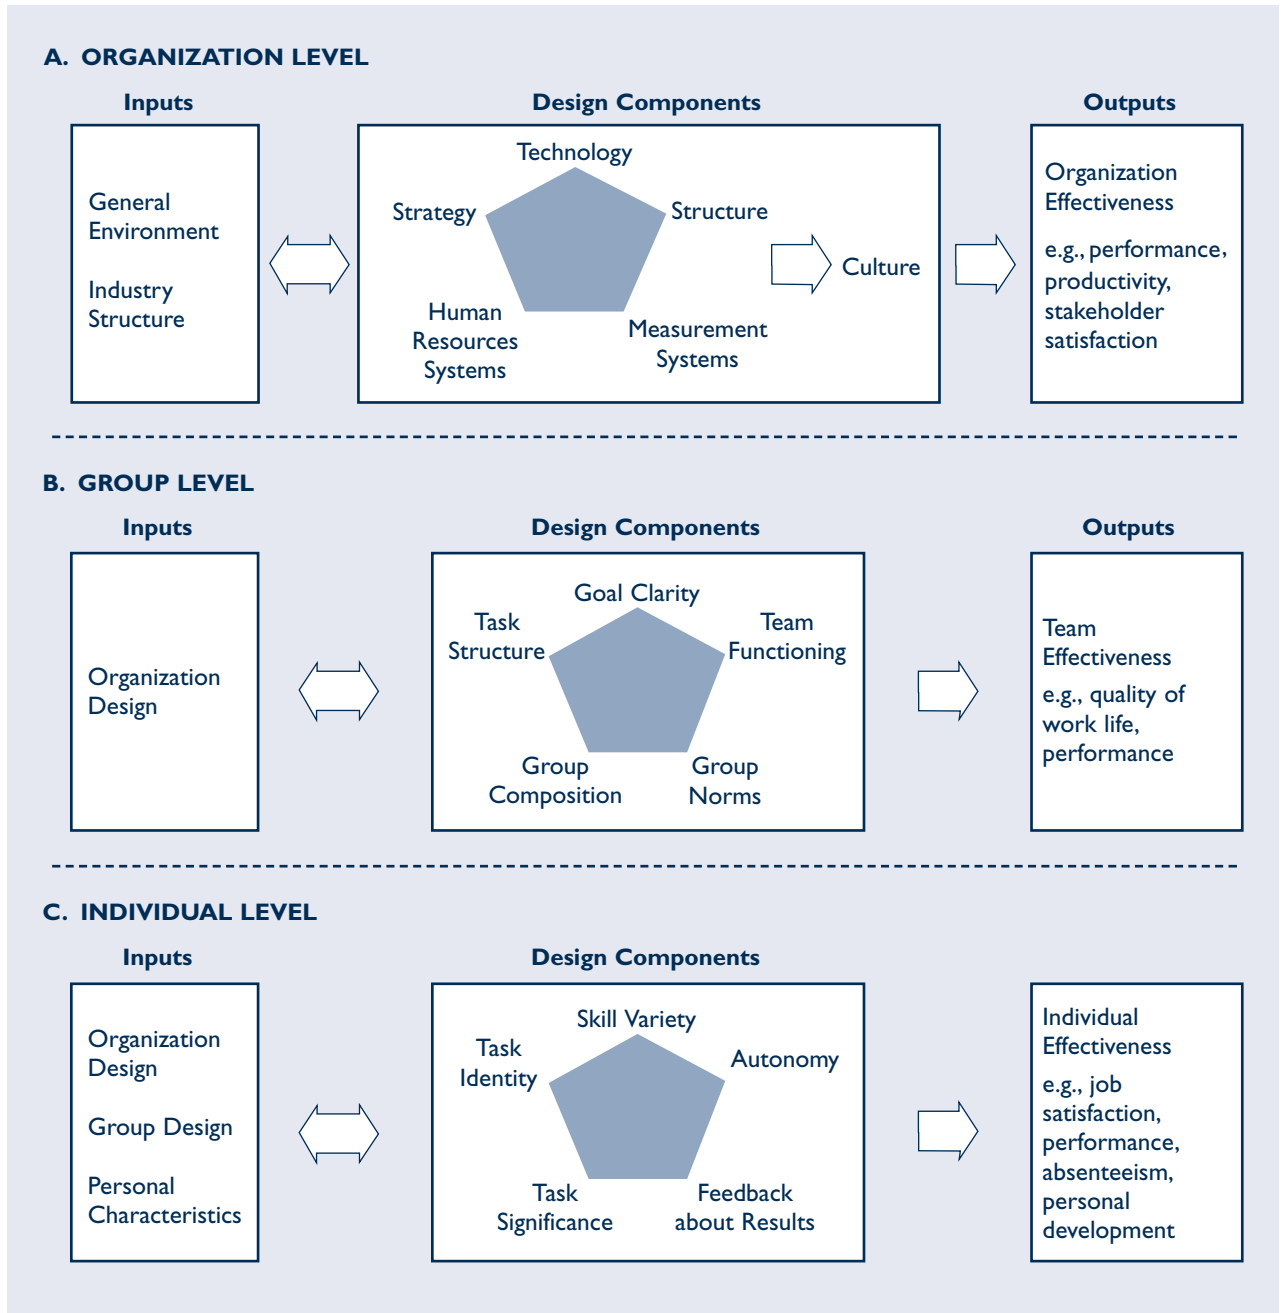 A. ORGANIZATION LEVEL
Inputs
Design Components
Outputs
General
Environment
Industry
Structure
Technology
Strategy
Structure
Human
Resources
Systems
Measurement
Systems
Culture
Organization
Effectiveness
e.g., performance,
productivity,
stakeholder
satisfaction
B. GROUP LEVEL
Inputs
Design Components
Outputs
Organization
Design
Goal Clarity
Task
Structure
Team
Functioning
Group
Composition
Group
Norms
Team
Effectiveness
e.g., quality of
work life,
performance
C. INDIVIDUAL LEVEL
Inputs
Design Components
Organization
Design
Group Design
Personal
Characteristics
Skill Variety
Task
Identity
Autonomy
Task
Significance
Feedback
about Results
Individual
Effectiveness
e.g., job
satisfaction,
performance,
absenteeism,
personal
development